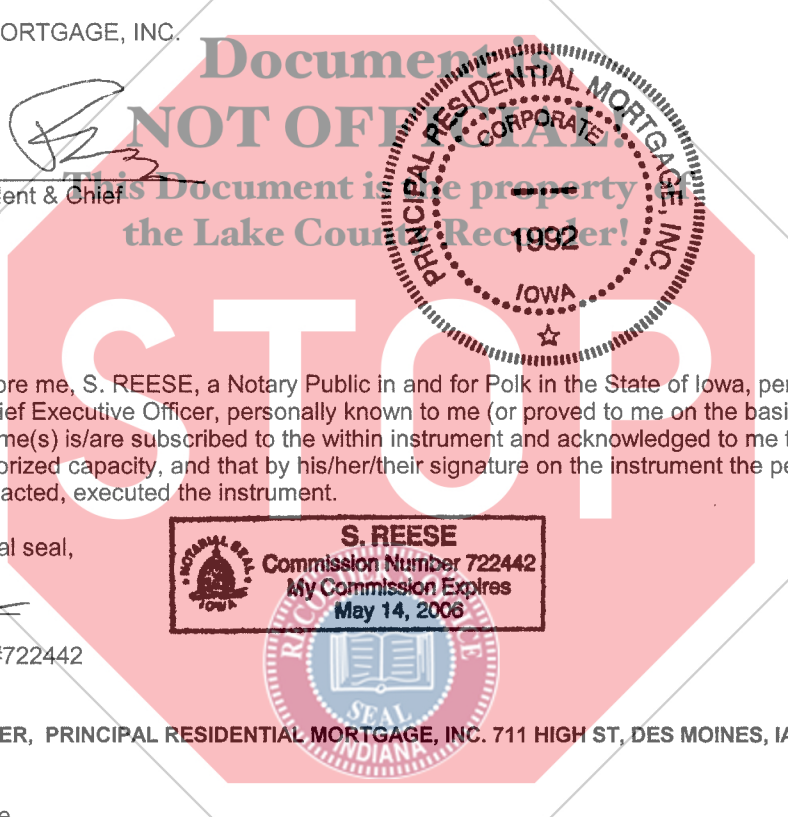 ORTGAGE, INC.
Document is
NOT OFFICIAL!
ent & Chief
This Document is the property of
the Lake County Recorder!
PRINCIPAL RESIDENTIAL MORTGAGE, INC.
CORPORATE
1992
IOWA
STOP
ore me, S. REESE, a Notary Public in and for Polk in the State of Iowa, per
ief Executive Officer, personally known to me (or proved to me on the basi
me(s) is/are subscribed to the within instrument and acknowledged to me t
orized capacity, and that by his/her/their signature on the instrument the pe
acted, executed the instrument.
al seal,
NOTARIAL SEAL
IOWA
S. REESE
Commission Number 722442
My Commission Expires
May 14, 2006
#722442
RECORDER'S OFFICE
SEAL
INDIANA
ER, PRINCIPAL RESIDENTIAL MORTGAGE, INC. 711 HIGH ST, DES MOINES, IA